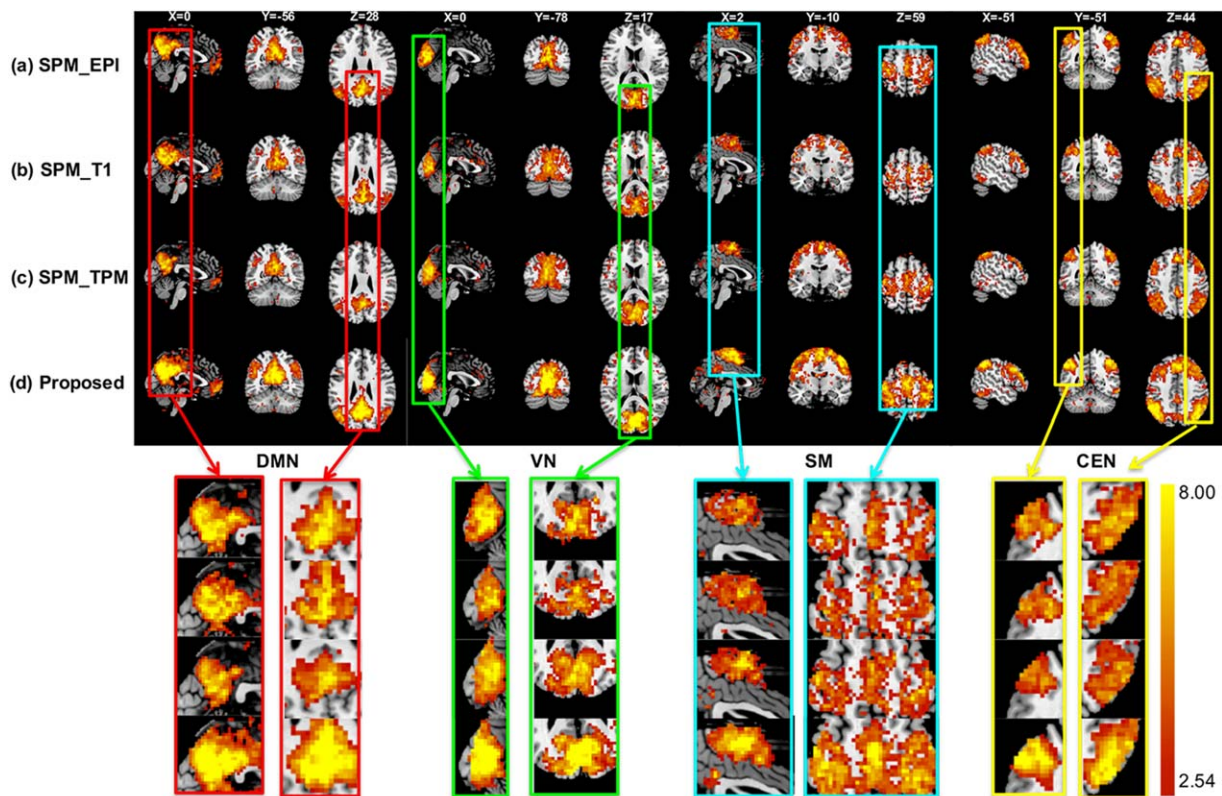 X=0 Y=-56 Z=28 X=0 Y=-78 Z=17 X=2 Y=-10 Z=59 X=-51 Y=-51 Z=44
(a) SPM_EPI
(b) SPM_T1
(c) SPM_TPM
(d) Proposed
DMN VN SM CEN
8.00
2.54